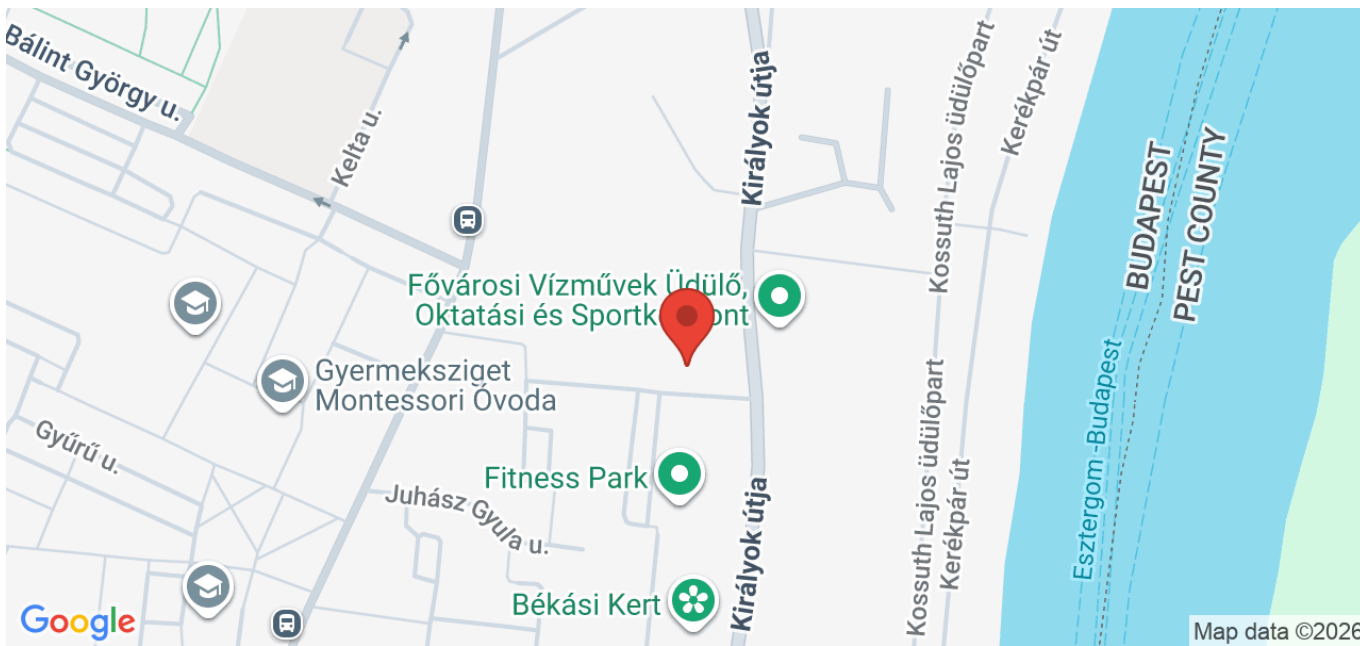 Bálint György u.
Kelta u.
Királyok útja
Kossuth Lajos üdülőpart
Kerékpár út
BUDAPEST
PEST COUNTY
Fővárosi Vízművek Üdülő,
Oktatási és Sportk
nt
Gyermeksziget
Montessori Óvoda
Gyűrű u.
Fitness Park
Juhász Gyula u.
Békási Kert
Királyok útja
Kossuth Lajos üdülőpart
Kerékpár út
Esztergom -Budapest
Google
Map data ©2026